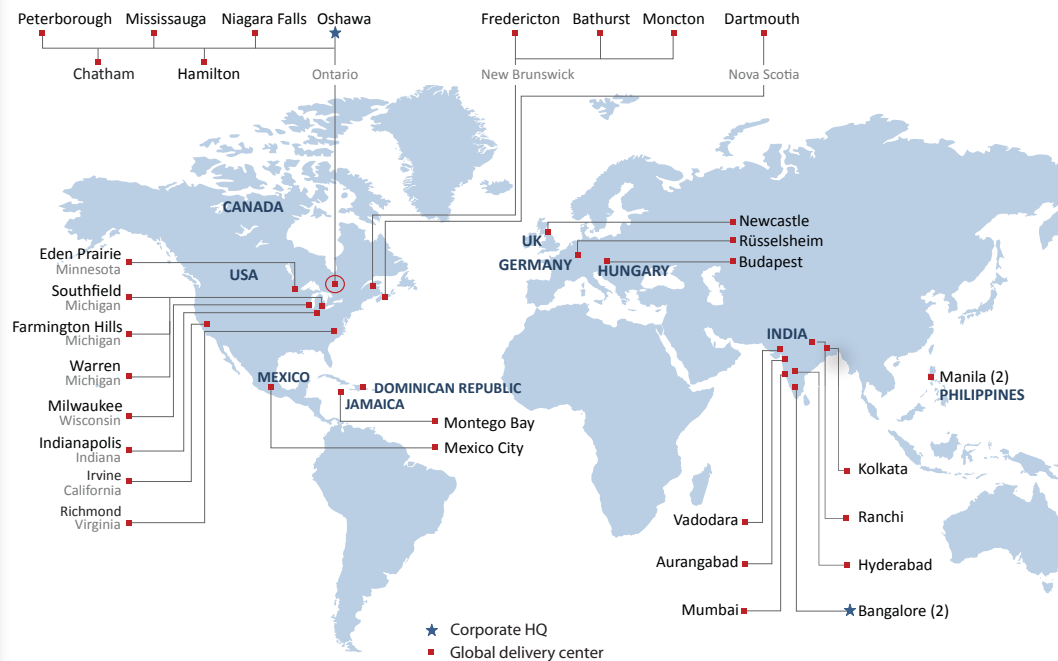 Peterborough
Mississauga
Niagara Falls
Oshawa
Chatham
Hamilton
Ontario
Fredericton
Bathurst
Moncton
Dartmouth
New Brunswick
Nova Scotia
CANADA
USA
Eden Prairie
Minnesota
Southfield
Michigan
Farmington Hills
Michigan
Warren
Michigan
Milwaukee
Wisconsin
Indianapolis
Indiana
Irvine
California
Richmond
Virginia
MEXICO
DOMINICAN REPUBLIC
JAMAICA
Montego Bay
Mexico City
UK
GERMANY
HUNGARY
Newcastle
Rüsselsheim
Budapest
INDIA
Manila (2)
PHILIPPINES
Kolkata
Ranchi
Hyderabad
Bangalore (2)
Vadodara
Aurangabad
Mumbai
Corporate HQ
Global delivery center